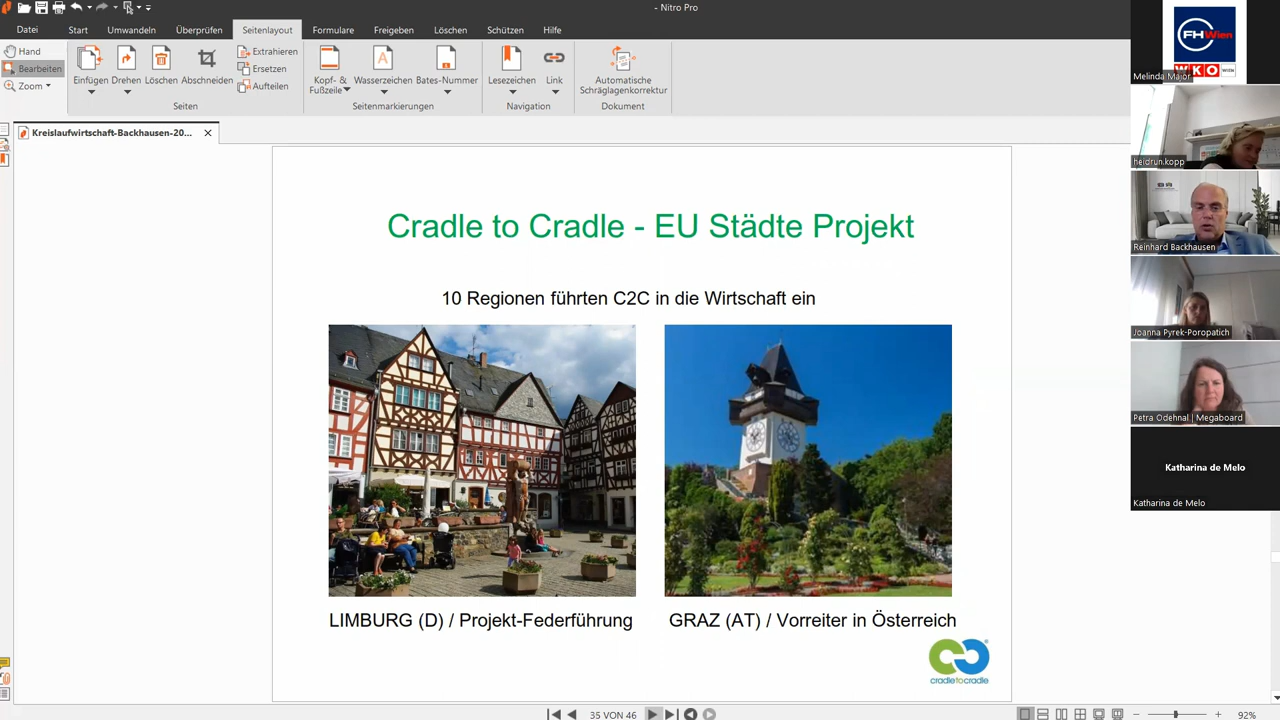 - Nitro Pro
Datei Start Umwandeln Überprüfen Seitenlayout Formulare Freigeben Löschen Schützen Hilfe
Hand
Bearbeiten
Zoom
Einfügen Drehen Löschen Abschneiden
Extrahieren
Ersetzen
Aufteilen
Seiten
Kopf- & Fußzeile
Wasserzeichen Bates-Nummer
Seitenmarkierungen
Lesezeichen Link
Navigation
Automatische
Schräglagenkorrektur
Dokument
Kreislaufwirtschaft-Backhausen-20...
Cradle to Cradle - EU Städte Projekt
10 Regionen führten C2C in die Wirtschaft ein
LIMBURG (D) / Projekt-Federführung
GRAZ (AT) / Vorreiter in Österreich
cradletocradle
35 VON 46
92%
FHWien
WKO WIEN
Melinda Major
heidrun.kopp
Reinhard Backhausen
Joanna Pyrek-Poropatich
Petra Odehnal | Megaboard
Katharina de Melo
Katharina de Melo